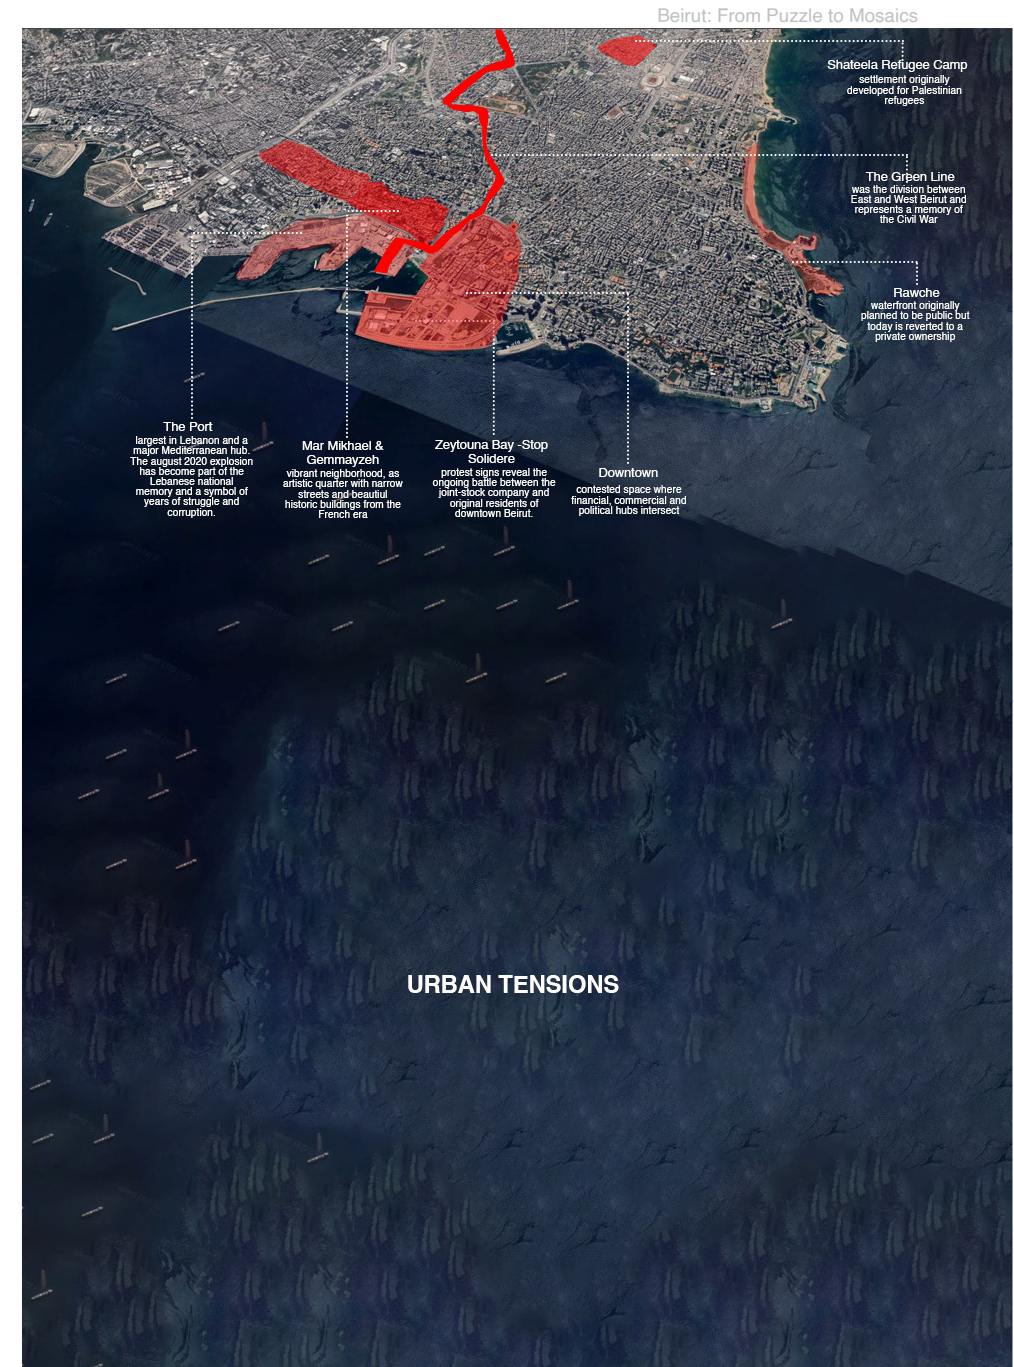 Beirut: From Puzzle to Mosaics
Shateela Refugee Camp
settlement originally
developed for Palestinian
refugees
The Green Line
was the division between
East and West Beirut and
represents a memory of
the Civil War
Rawche
waterfront originally
planned to be public but
today is reverted to a
private ownership
The Port
largest in Lebanon and a
major Mediterranean hub.
The august 2020 explosion
has become part of the
Lebanese national
memory and a symbol of
years of struggle and
corruption.
Mar Mikhael &
Gemmayzeh
vibrant neighborhood, as
artistic quarter with narrow
streets and beautiul
historic buildings from the
French era
Zeytouna Bay -Stop
Solidere
protest signs reveal the
ongoing battle between the
joint-stock company and
original residents of
downtown Beirut.
Downtown
contested space where
financial, commercial and
political hubs intersect
URBAN TENSIONS